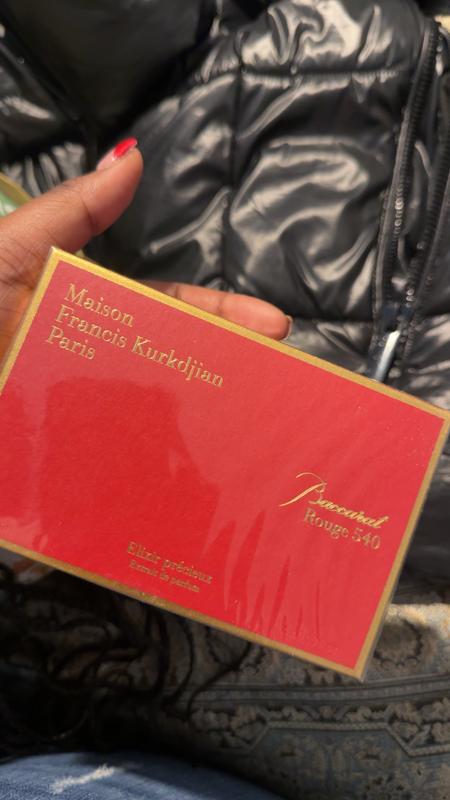 Maison
Francis Kurkdjian
Paris
Baccarat
Rouge 540
Elixir précieux
Extrait de parfum